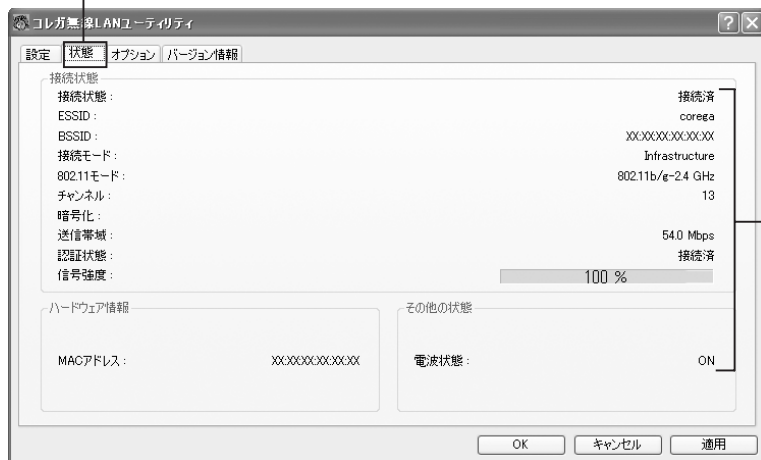 コレガ無線LANユーティリティ
設定 状態 オプション バージョン情報
接続状態
接続状態： 接続済
ESSID： corega
BSSID： XX:XX:XX:XX:XX:XX
接続モード： Infrastructure
802.11モード： 802.11b/g-2.4 GHz
チャンネル： 13
暗号化：
送信帯域： 54.0 Mbps
認証状態： 接続済
信号強度： 100 %
ハードウェア情報
MACアドレス： XX:XX:XX:XX:XX:XX
その他の状態
電波状態： ON
OK キャンセル 適用